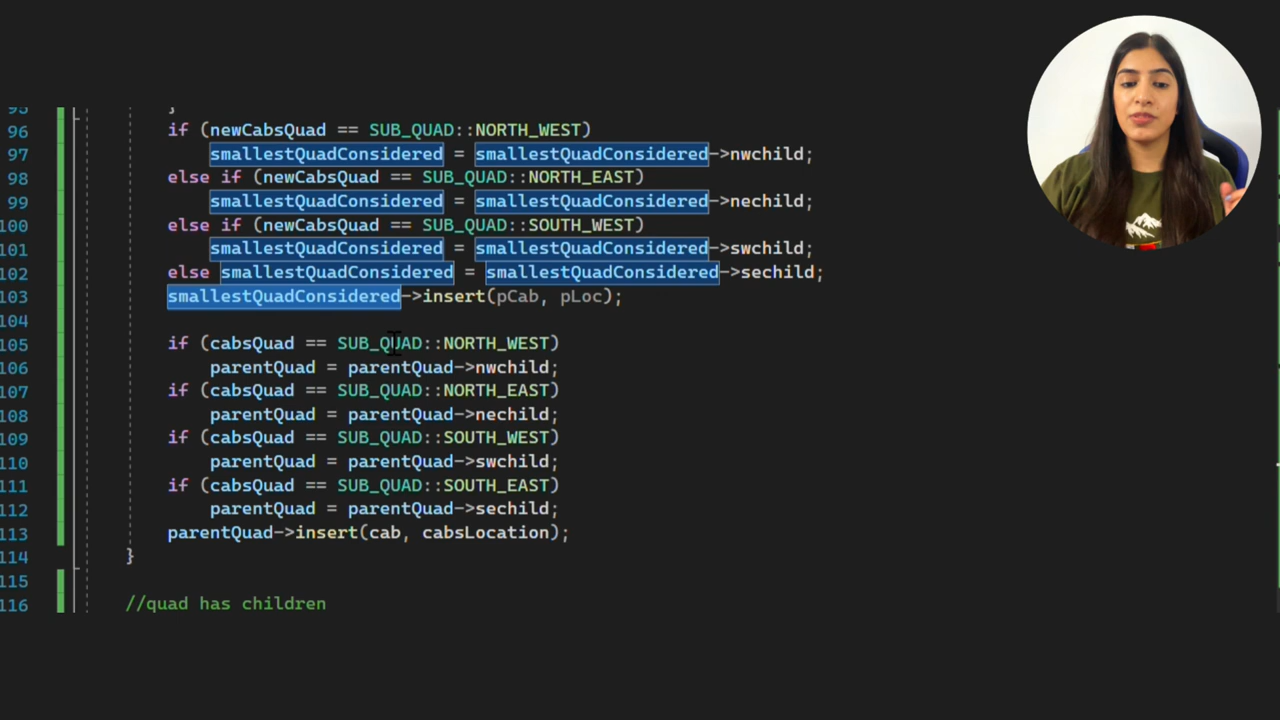 95 }
96 if (newCabsQuad == SUB_QUAD::NORTH_WEST)
97 smallestQuadConsidered = smallestQuadConsidered->nwchild;
98 else if (newCabsQuad == SUB_QUAD::NORTH_EAST)
99 smallestQuadConsidered = smallestQuadConsidered->nechild;
100 else if (newCabsQuad == SUB_QUAD::SOUTH_WEST)
101 smallestQuadConsidered = smallestQuadConsidered->swchild;
102 else smallestQuadConsidered = smallestQuadConsidered->sechild;
103 smallestQuadConsidered->insert(pCab, pLoc);
104
105 if (cabsQuad == SUB_QUAD::NORTH_WEST)
106 parentQuad = parentQuad->nwchild;
107 if (cabsQuad == SUB_QUAD::NORTH_EAST)
108 parentQuad = parentQuad->nechild;
109 if (cabsQuad == SUB_QUAD::SOUTH_WEST)
110 parentQuad = parentQuad->swchild;
111 if (cabsQuad == SUB_QUAD::SOUTH_EAST)
112 parentQuad = parentQuad->sechild;
113 parentQuad->insert(cab, cabsLocation);
114 }
115
116 //quad has children